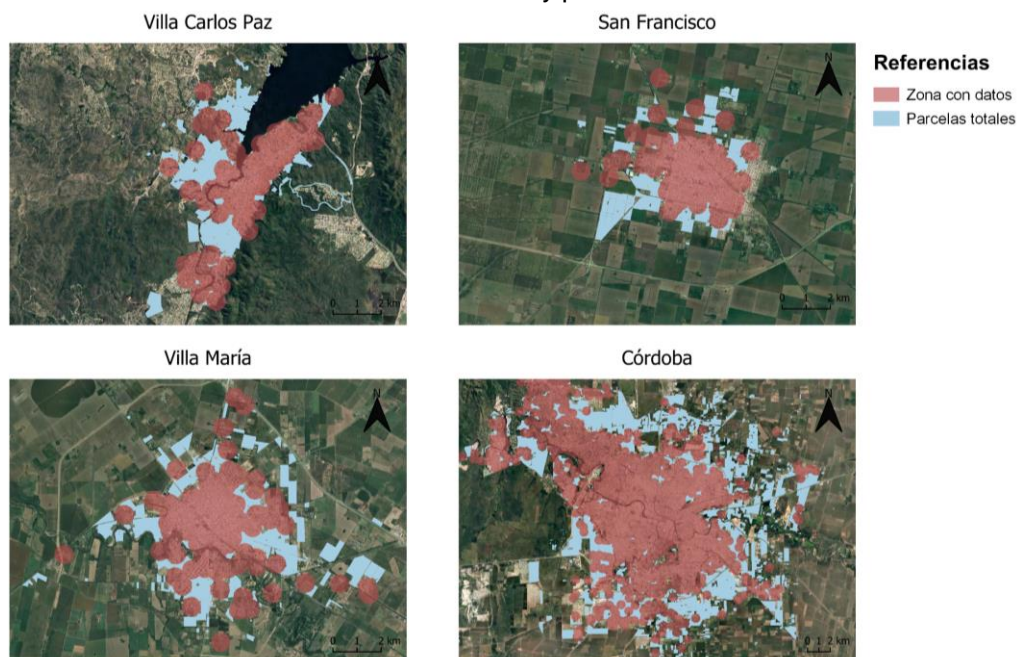 Villa Carlos Paz
San Francisco
Referencias
Zona con datos
Parcelas totales
N
0 1 2 km
N
0 1 2 km
Villa María
Córdoba
N
0 1 2 km
N
0 1 2 km